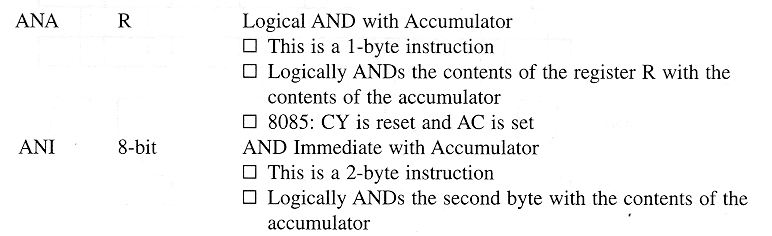 ANA R Logical AND with Accumulator
□ This is a 1-byte instruction
□ Logically ANDs the contents of the register R with the
contents of the accumulator
□ 8085: CY is reset and AC is set
ANI 8-bit AND Immediate with Accumulator
□ This is a 2-byte instruction
□ Logically ANDs the second byte with the contents of the
accumulator